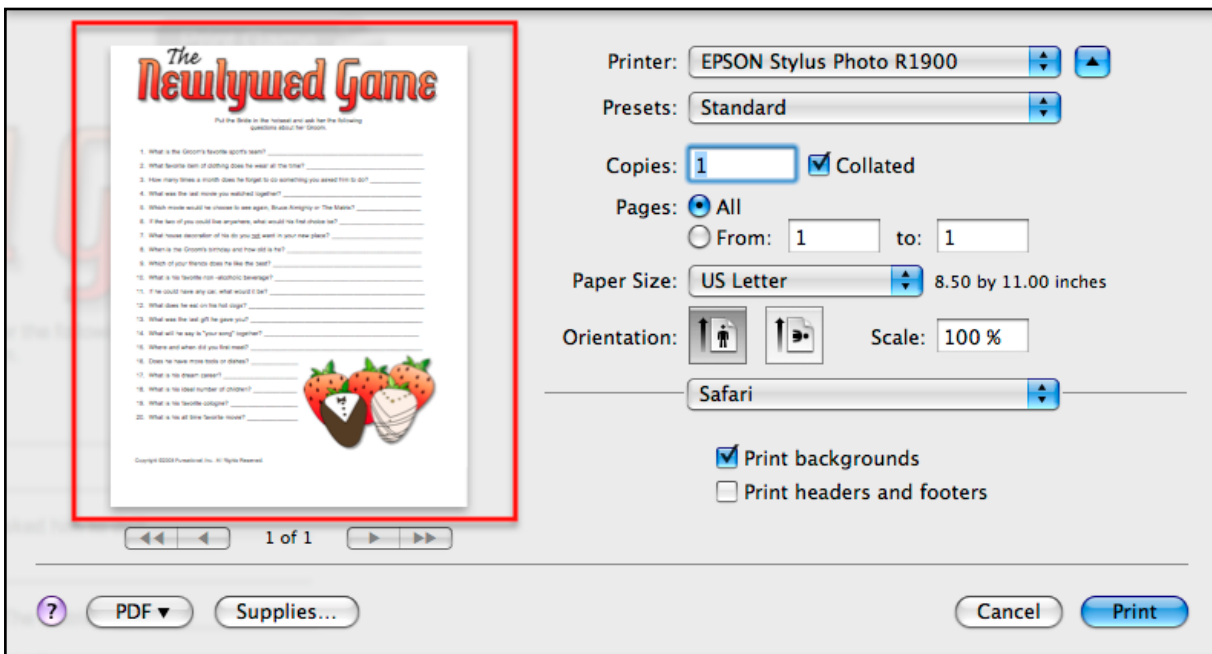 The
Newlywed Game
Put the Bride in the hotseat and ask her the following
questions about her Groom.
1. What is the Groom's favorite sport's team?
2. What favorite item of clothing does he wear all the time?
3. How many times a month does he forget to do something you asked him to do?
4. What was the last movie you watched together?
5. Which movie would he choose to see again, Bruce Almighty or The Matrix?
6. If the two of you could live anywhere, what would his first choice be?
7. What house decoration of his do you not want in your new place?
8. When is the Groom's birthday and how old is he?
9. Which of your friends does he like the best?
10. What is his favorite non-alcoholic beverage?
11. If he could have any car, what would it be?
12. What does he eat on his hot dogs?
13. What was the last gift he gave you?
14. What will he say is "your song" together?
15. Where and when did you first meet?
16. Does he have more tools or dishes?
17. What is his dream career?
18. What is his ideal number of children?
19. What is his favorite cologne?
20. What is his all time favorite movie?
Inc. All Rights Reserved
1 of 1
Printer: EPSON Stylus Photo R1900
Presets: Standard
Copies: 1 Collated
Pages: All
From: 1 to: 1
Paper Size: US Letter 8.50 by 11.00 inches
Orientation: Scale: 100 %
Safari
Print backgrounds
Print headers and footers
? PDF Supplies... Cancel Print